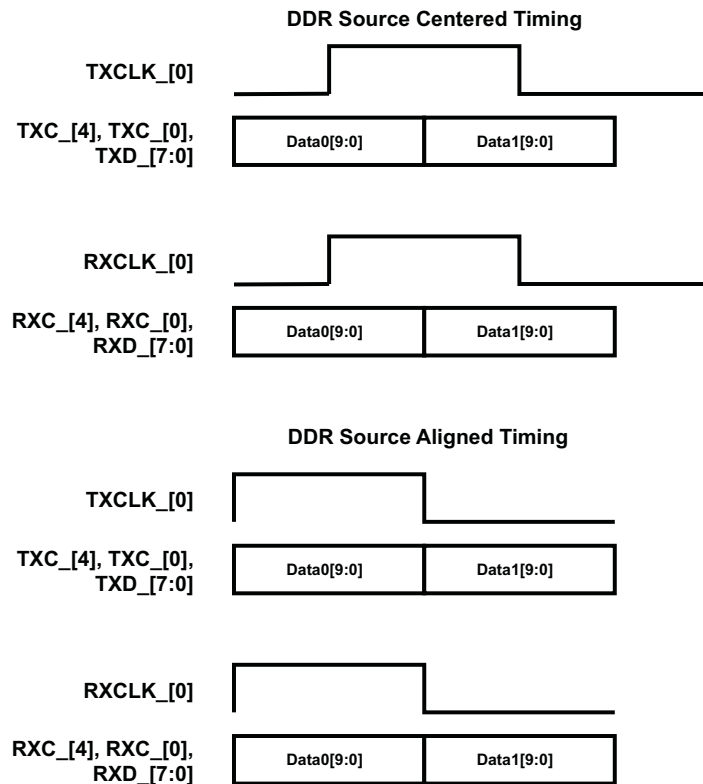 DDR Source Centered Timing
TXCLK_[0]
TXC_[4], TXC_[0],
TXD_[7:0]
Data0[9:0]
Data1[9:0]
RXCLK_[0]
RXC_[4], RXC_[0],
RXD_[7:0]
Data0[9:0]
Data1[9:0]
DDR Source Aligned Timing
TXCLK_[0]
TXC_[4], TXC_[0],
TXD_[7:0]
Data0[9:0]
Data1[9:0]
RXCLK_[0]
RXC_[4], RXC_[0],
RXD_[7:0]
Data0[9:0]
Data1[9:0]